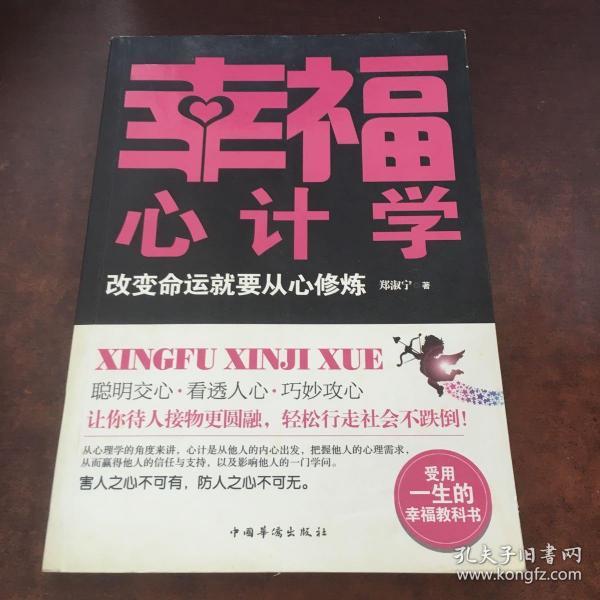 幸福
心计学
改变命运就要从心修炼 郑淑宁◎著
XINGFU XINJI XUE
聪明交心·看透人心·巧妙攻心
让你待人接物更圆融，轻松行走社会不跌倒！
从心理学的角度来讲，心计是从他人的内心出发，把握他人的心理需求，
从而赢得他人的信任与支持，以及影响他人的一门学问。
害人之心不可有，防人之心不可无。
受用
一生的
幸福教科书
中国华侨出版社
孔夫子旧书网
www.kongfz.com